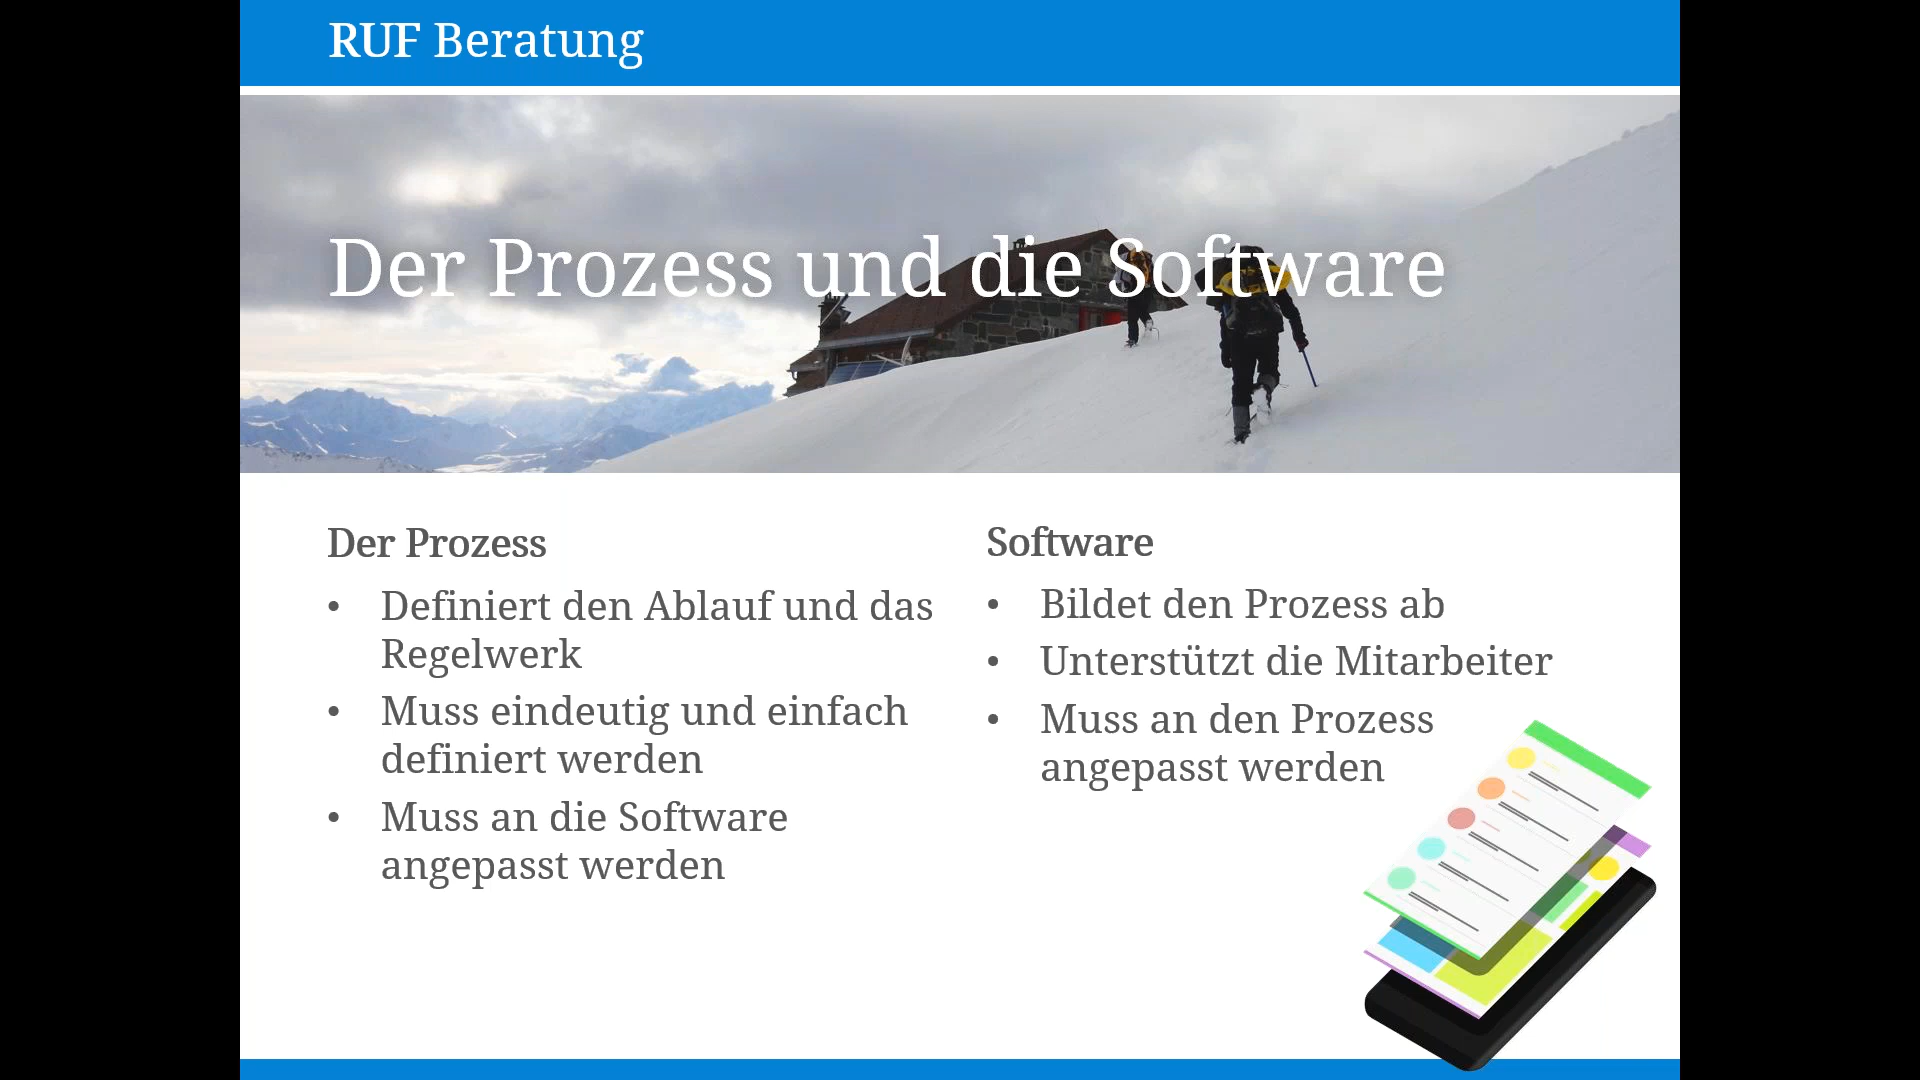 RUF Beratung
Der Prozess und die Software
Der Prozess
• Definiert den Ablauf und das
Regelwerk
• Muss eindeutig und einfach
definiert werden
• Muss an die Software
angepasst werden
Software
• Bildet den Prozess ab
• Unterstützt die Mitarbeiter
• Muss an den Prozess
angepasst werden